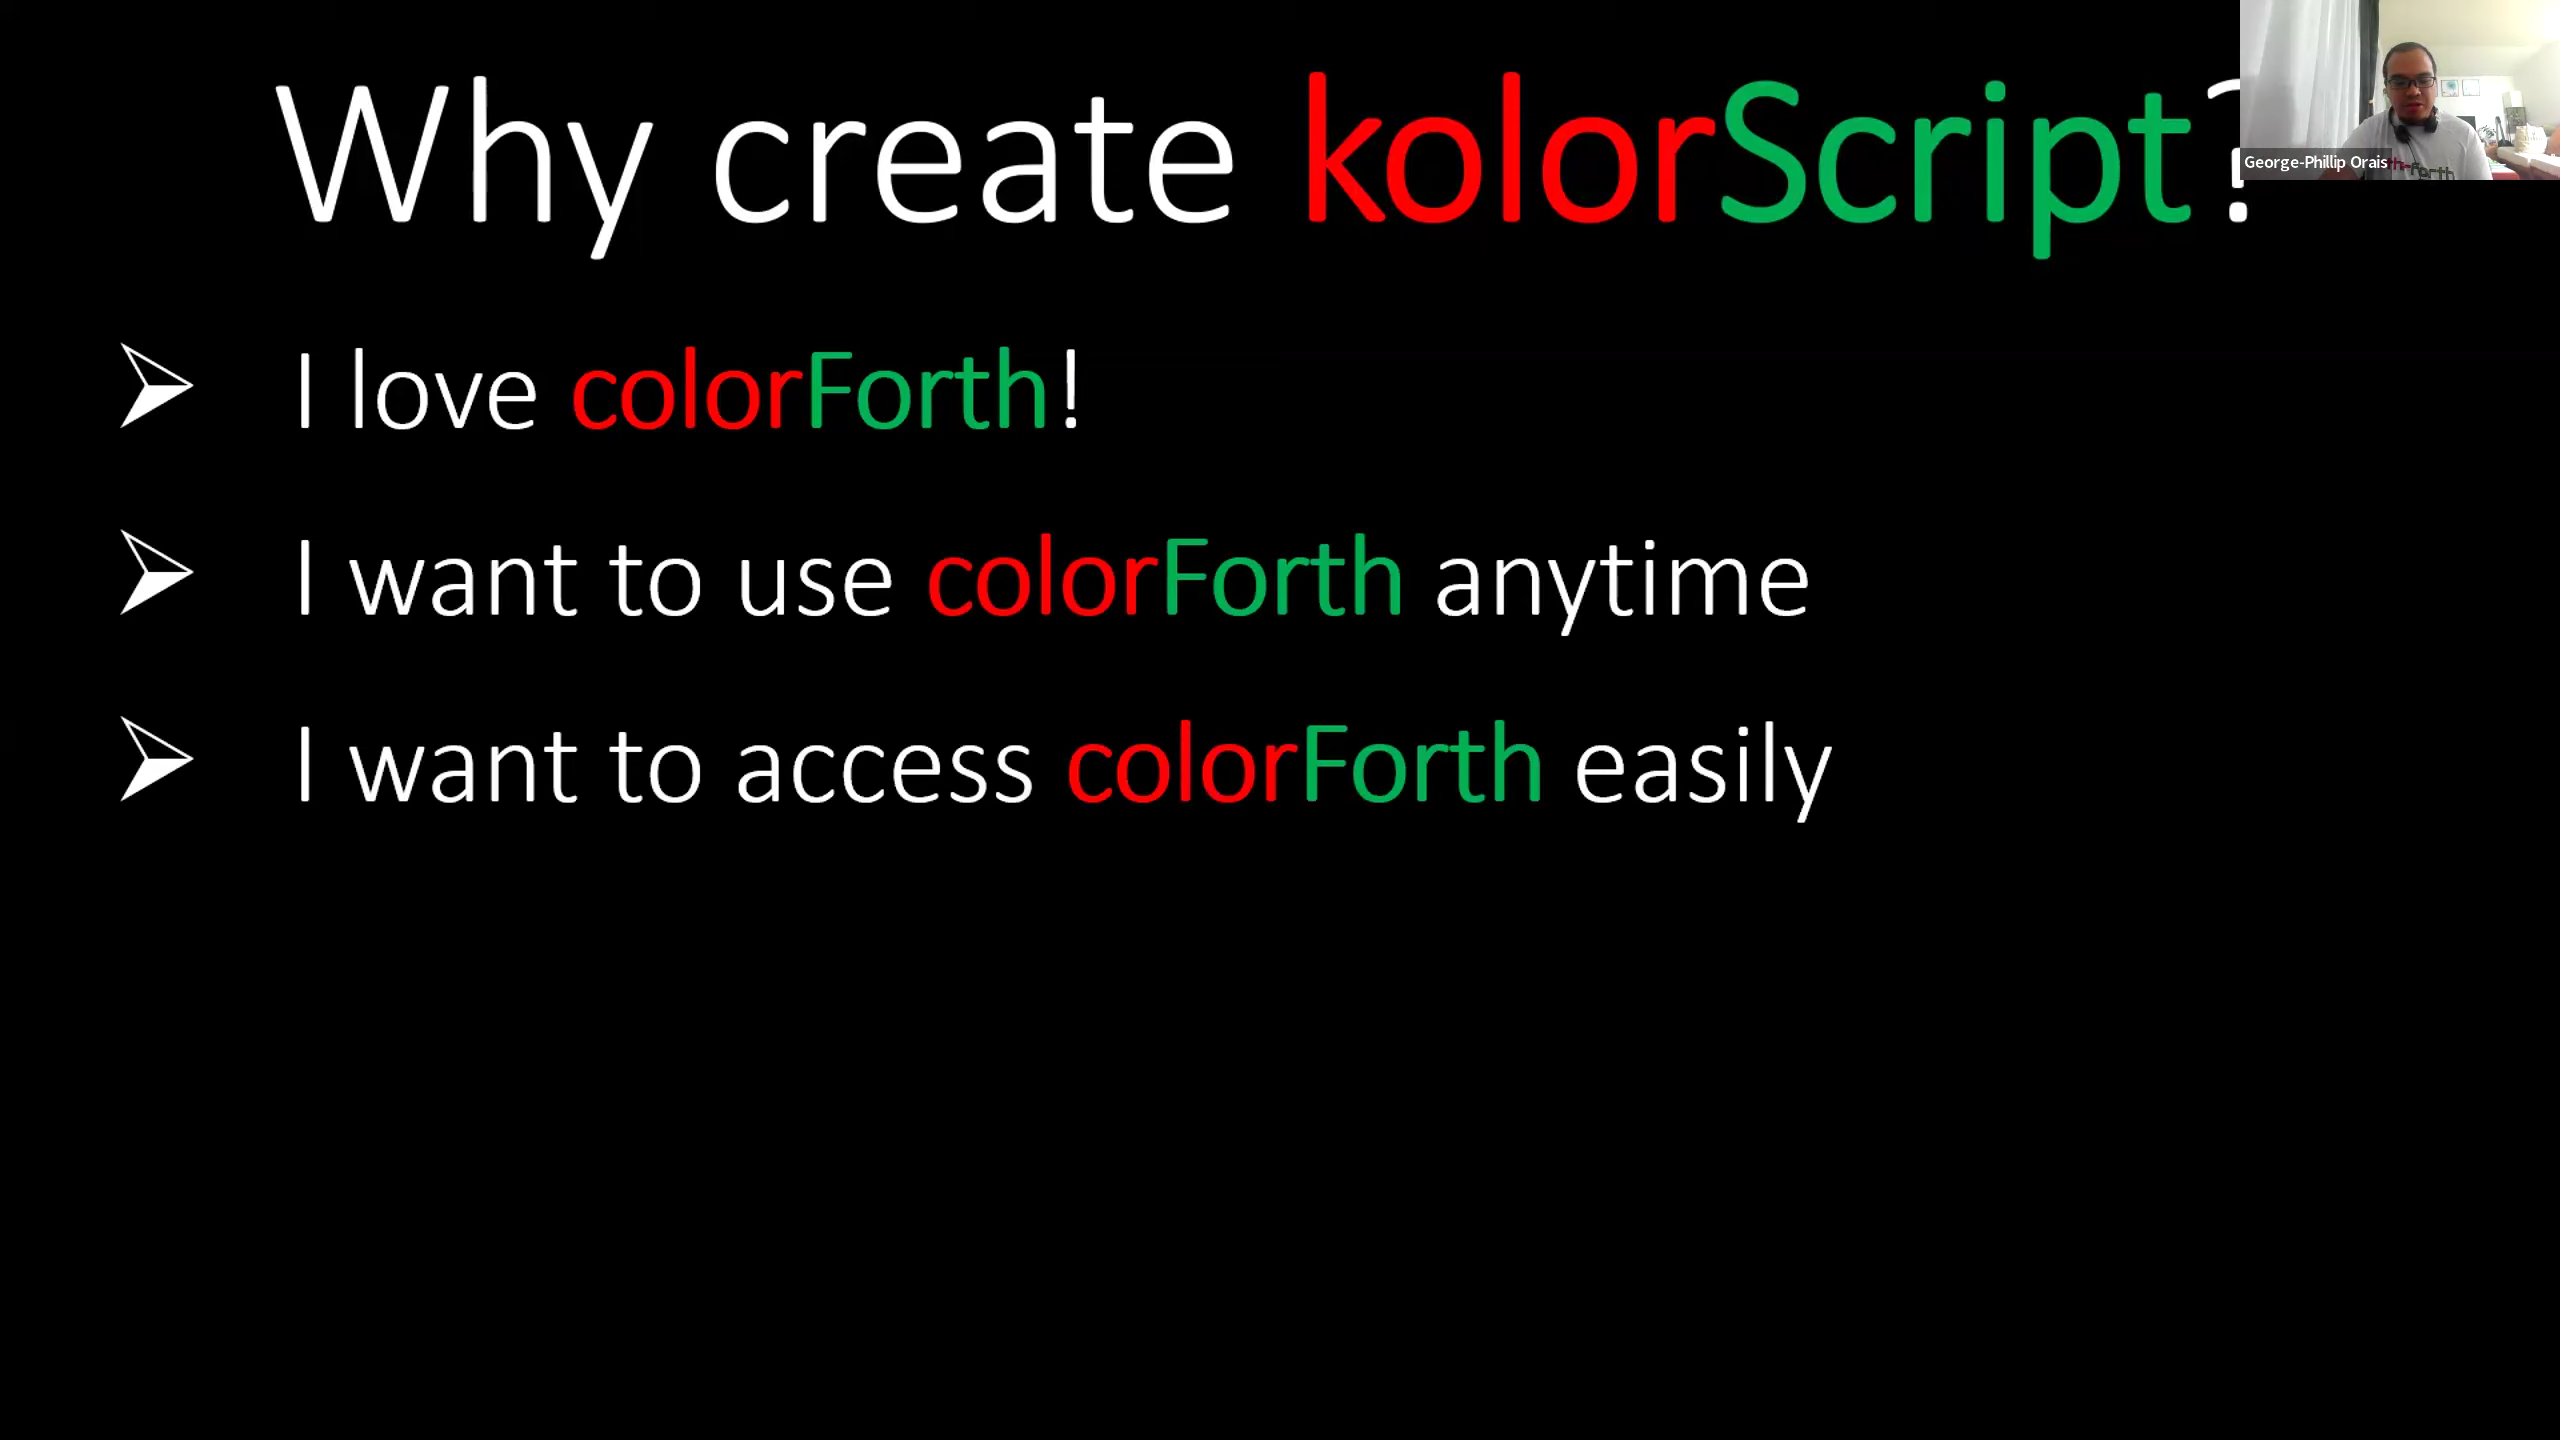 Why create kolorScript?
George-Phillip Orais
I love colorForth!
I want to use colorForth anytime
I want to access colorForth easily